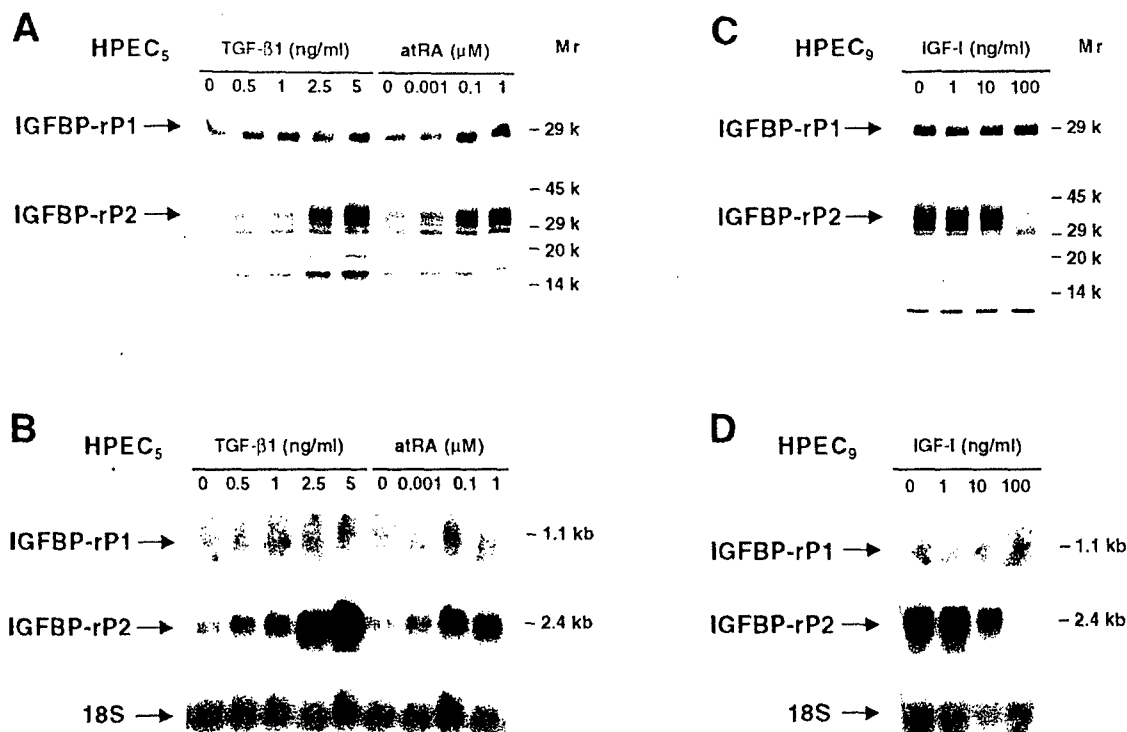 A
HPEC5
TGF-ß1 (ng/ml)
atRA (µM)
Mr
0 0.5 1 2.5 5 0 0.001 0.1 1
IGFBP-rP1
– 29 k
IGFBP-rP2
– 45 k
– 29 k
– 20 k
– 14 k
C
HPEC9
IGF-I (ng/ml)
Mr
0 1 10 100
IGFBP-rP1
– 29 k
IGFBP-rP2
– 45 k
– 29 k
– 20 k
– 14 k
B
HPEC5
TGF-ß1 (ng/ml)
atRA (µM)
0 0.5 1 2.5 5 0 0.001 0.1 1
IGFBP-rP1
– 1.1 kb
IGFBP-rP2
– 2.4 kb
18S
D
HPEC9
IGF-I (ng/ml)
0 1 10 100
IGFBP-rP1
– 1.1 kb
IGFBP-rP2
– 2.4 kb
18S